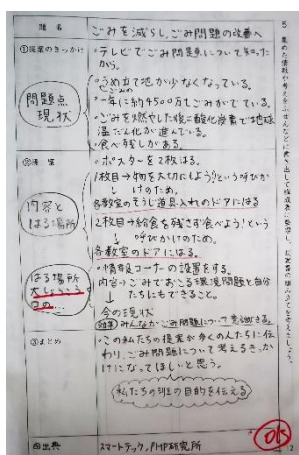 題名
ごみを減らし、ごみ問題の改善へ
①提案のきっかけ
・テレビでごみ問題について知ったから。
問題点
現状
・うめ立て地が少なくなっている。
・一年に約4500万tごみがでている。
・ごみを燃やした後に酸化炭素で地球
温だん化が進んでいる。
・食べ残しがある。
②提案
内容と
はる場所
・ポスターを2枚はる。
1枚目→物を大切にしよう!という呼びか
けのため。
各教室のそうじ道具入れのドアにはる
2枚目→給食を残さず食べよう!という
呼びかけのため。
各教室のドアにはる。
はる場所
・情報コーナーの設置をする。
内容→ごみでおこる環境問題と自分
たちにもできること。
今の現状
効果 みんながごみ問題について意識できる。
③まとめ
・この私たちの提案が多くの人たちに伝
わり、ごみ問題について考えるきっか
けになってほしいと思う。
私たちの班の目的を伝える
④出典
スマートテック、PHP研究所
OK
12